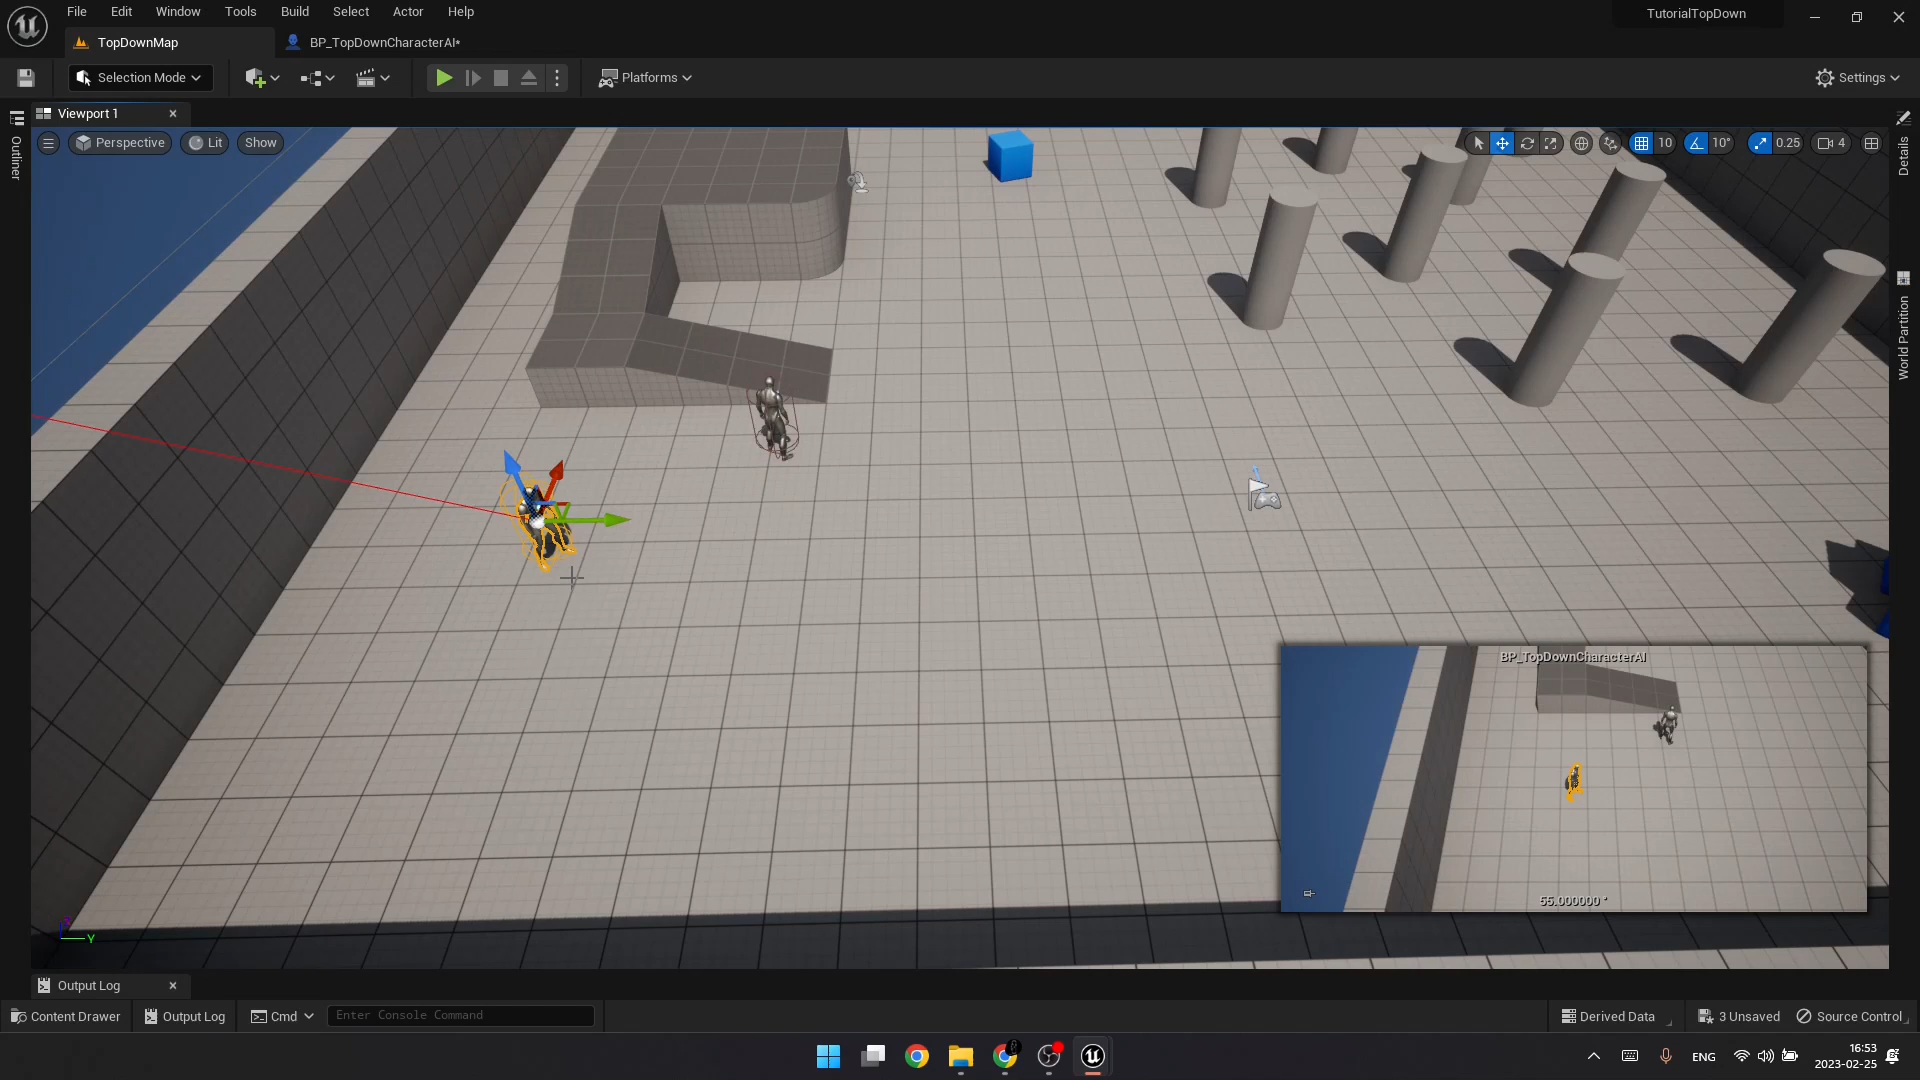 File Edit Window Tools Build Select Actor Help
TutorialTopDown
TopDownMap
BP_TopDownCharacterAI*
Selection Mode
Platforms
Settings
Viewport 1
Perspective
Lit
Show
10
10°
0.25
4
Outliner
Details
World Partition
BP_TopDownCharacterAI
55.000000 °
Z
Y
Output Log
Content Drawer
Output Log
Cmd
Enter Console Command
Derived Data
3 Unsaved
Source Control
ENG
16:53
2023-02-25